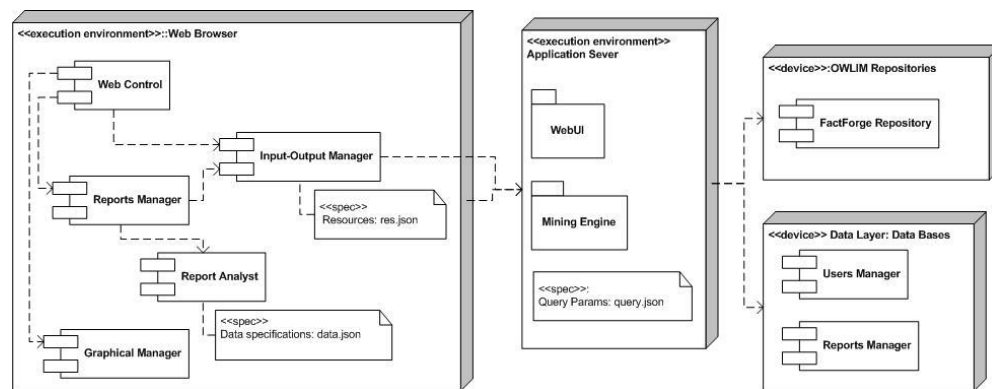 <<execution environment>>::Web Browser
Web Control
Input-Output Manager
Reports Manager
<<spec>>
Resources: res.json
Report Analyst
<<spec>>
Data specifications: data.json
Graphical Manager
<<execution environment>>
Application Sever
WebUI
Mining Engine
<<spec>>:
Query Params: query.json
<<device>>:OWLIM Repositories
FactForge Repository
<<device>> Data Layer: Data Bases
Users Manager
Reports Manager